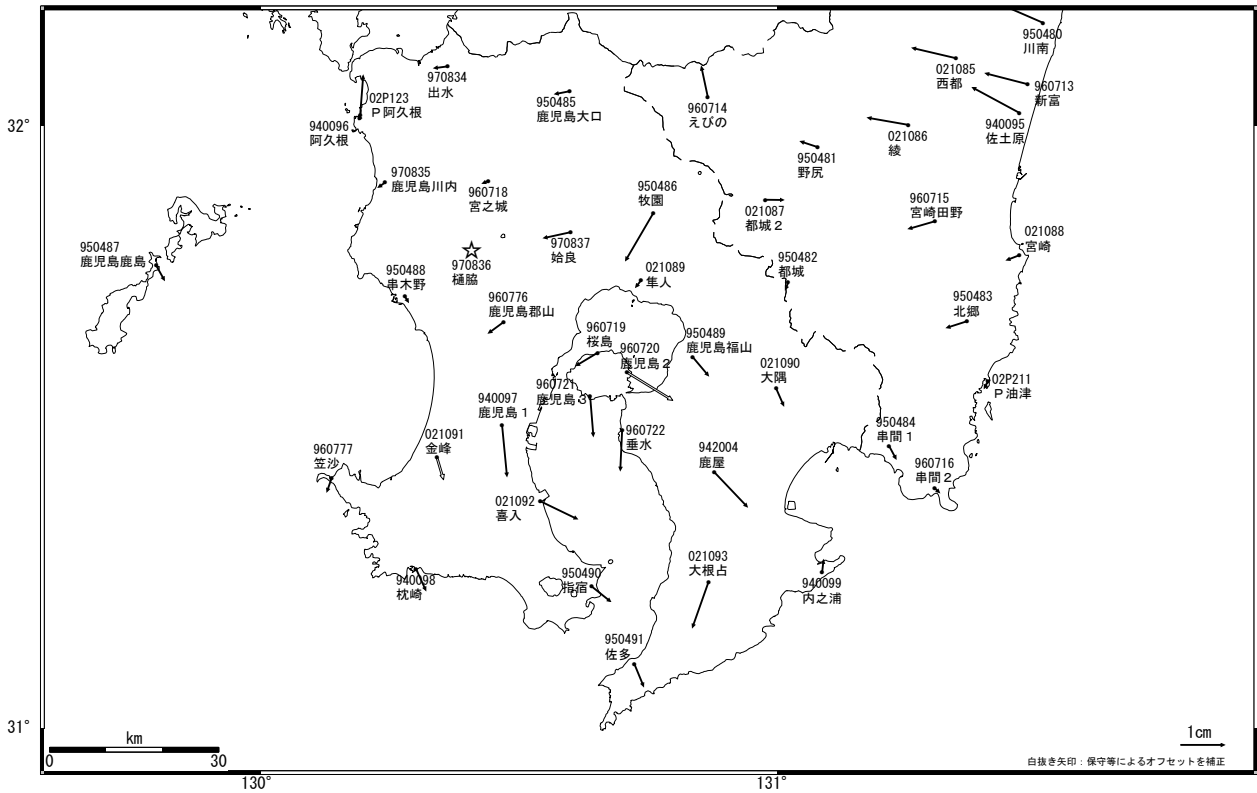 950480
川南
021085
西都
960713
新富
940095
佐土原
970834
出水
02P123
Ｐ阿久根
940096
阿久根
950485
鹿児島大口
960714
えびの
021086
綾
950481
野尻
32°
970835
鹿児島川内
960718
宮之城
950486
牧園
021087
都城２
960715
宮崎田野
021088
宮崎
950487
鹿児島鹿島
970837
姶良
970836
樋脇
021089
隼人
950482
都城
950488
串木野
960776
鹿児島郡山
950483
北郷
960719
桜島
960720
鹿児島２
950489
鹿児島福山
021090
大隅
02P211
Ｐ油津
960721
鹿児島３
940097
鹿児島１
960722
垂水
021091
金峰
960777
笠沙
942004
鹿屋
950484
串間１
960716
串間２
021092
喜入
940098
枕崎
950490
指宿
021093
大根占
940099
内之浦
950491
佐多
31°
km
0
30
1cm
白抜き矢印：保守等によるオフセットを補正
130°
131°